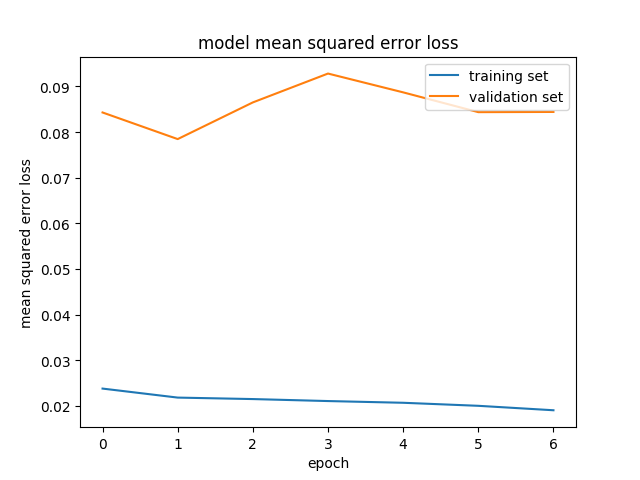 model mean squared error loss
training set
validation set
mean squared error loss
0.09
0.08
0.07
0.06
0.05
0.04
0.03
0.02
0 1 2 3 4 5 6
epoch